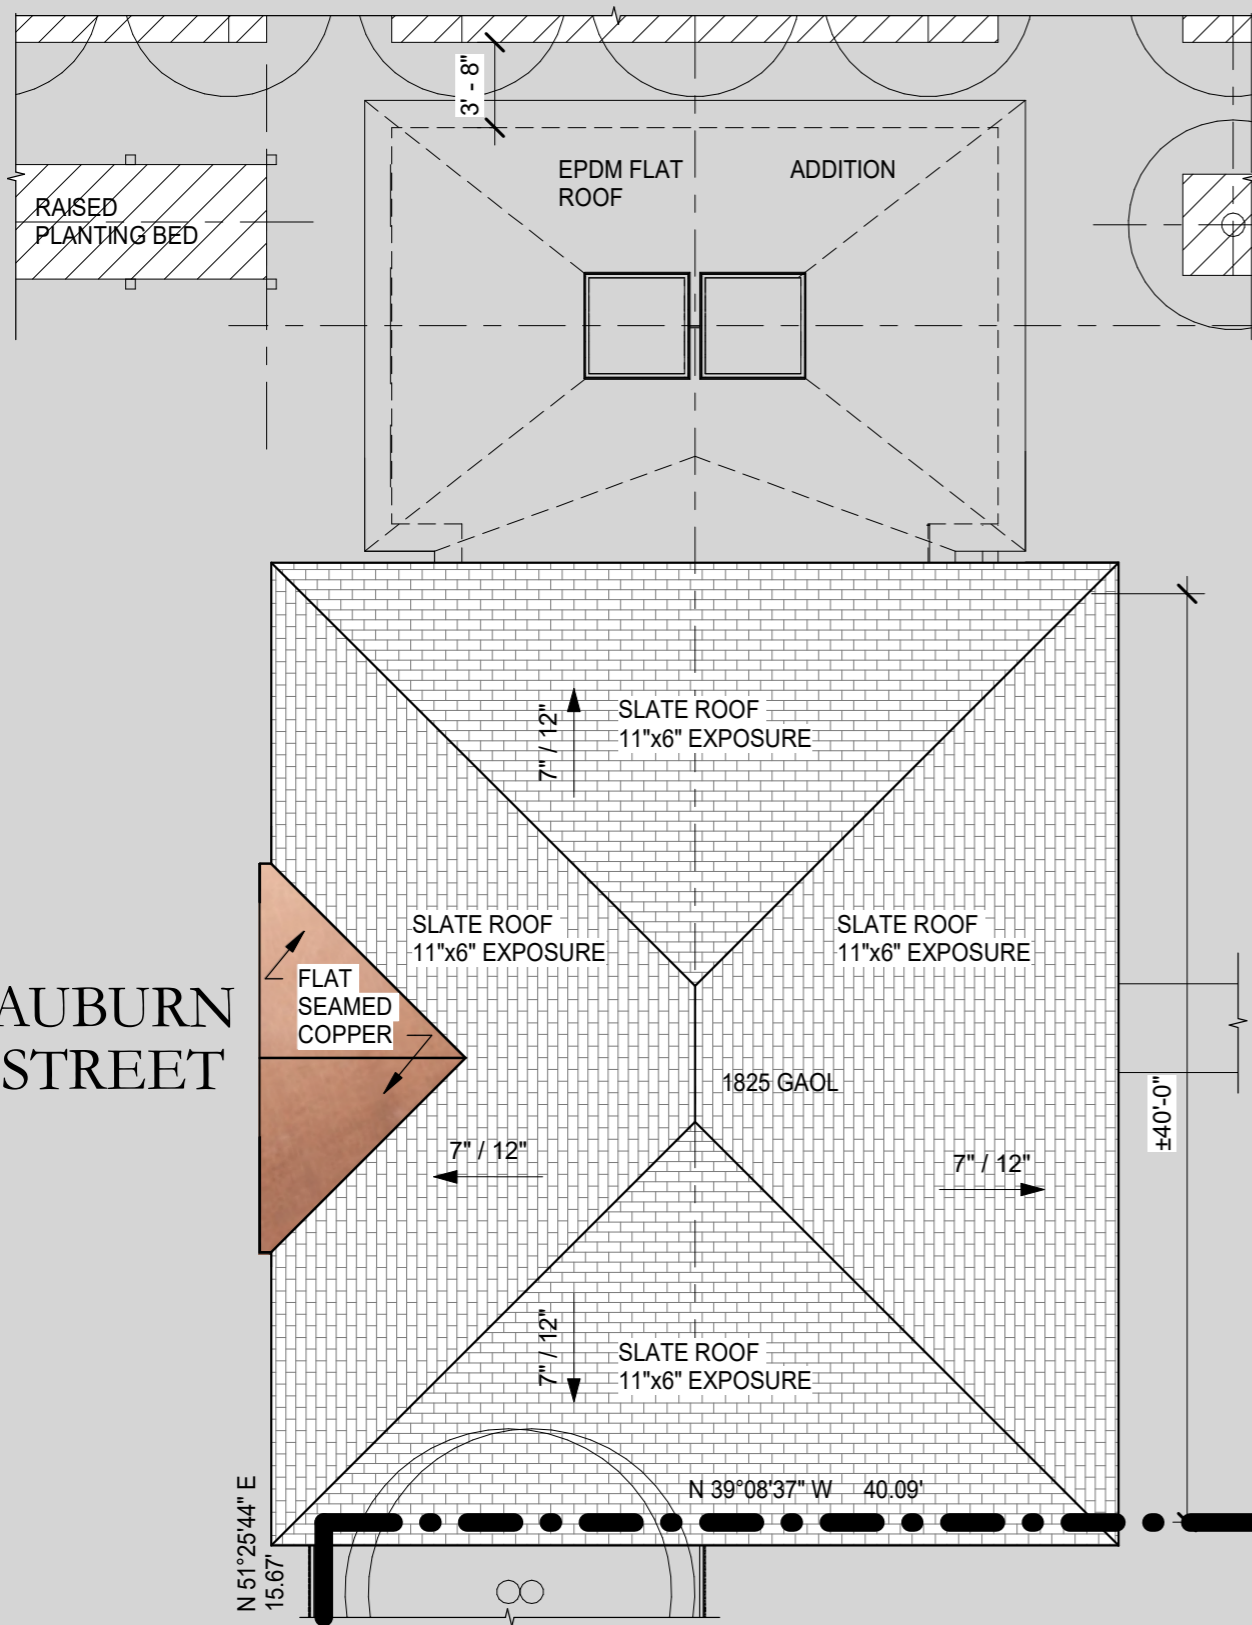 3' - 8"
EPDM FLAT
ROOF
ADDITION
RAISED
PLANTING BED
7" / 12"
SLATE ROOF
11"x6" EXPOSURE
SLATE ROOF
11"x6" EXPOSURE
SLATE ROOF
11"x6" EXPOSURE
FLAT
SEAMED
COPPER
AUBURN
STREET
1825 GAOL
±40'-0"
7" / 12"
7" / 12"
7" / 12"
SLATE ROOF
11"x6" EXPOSURE
N 39°08'37" W 40.09'
N 51°25'44" E
15.67'